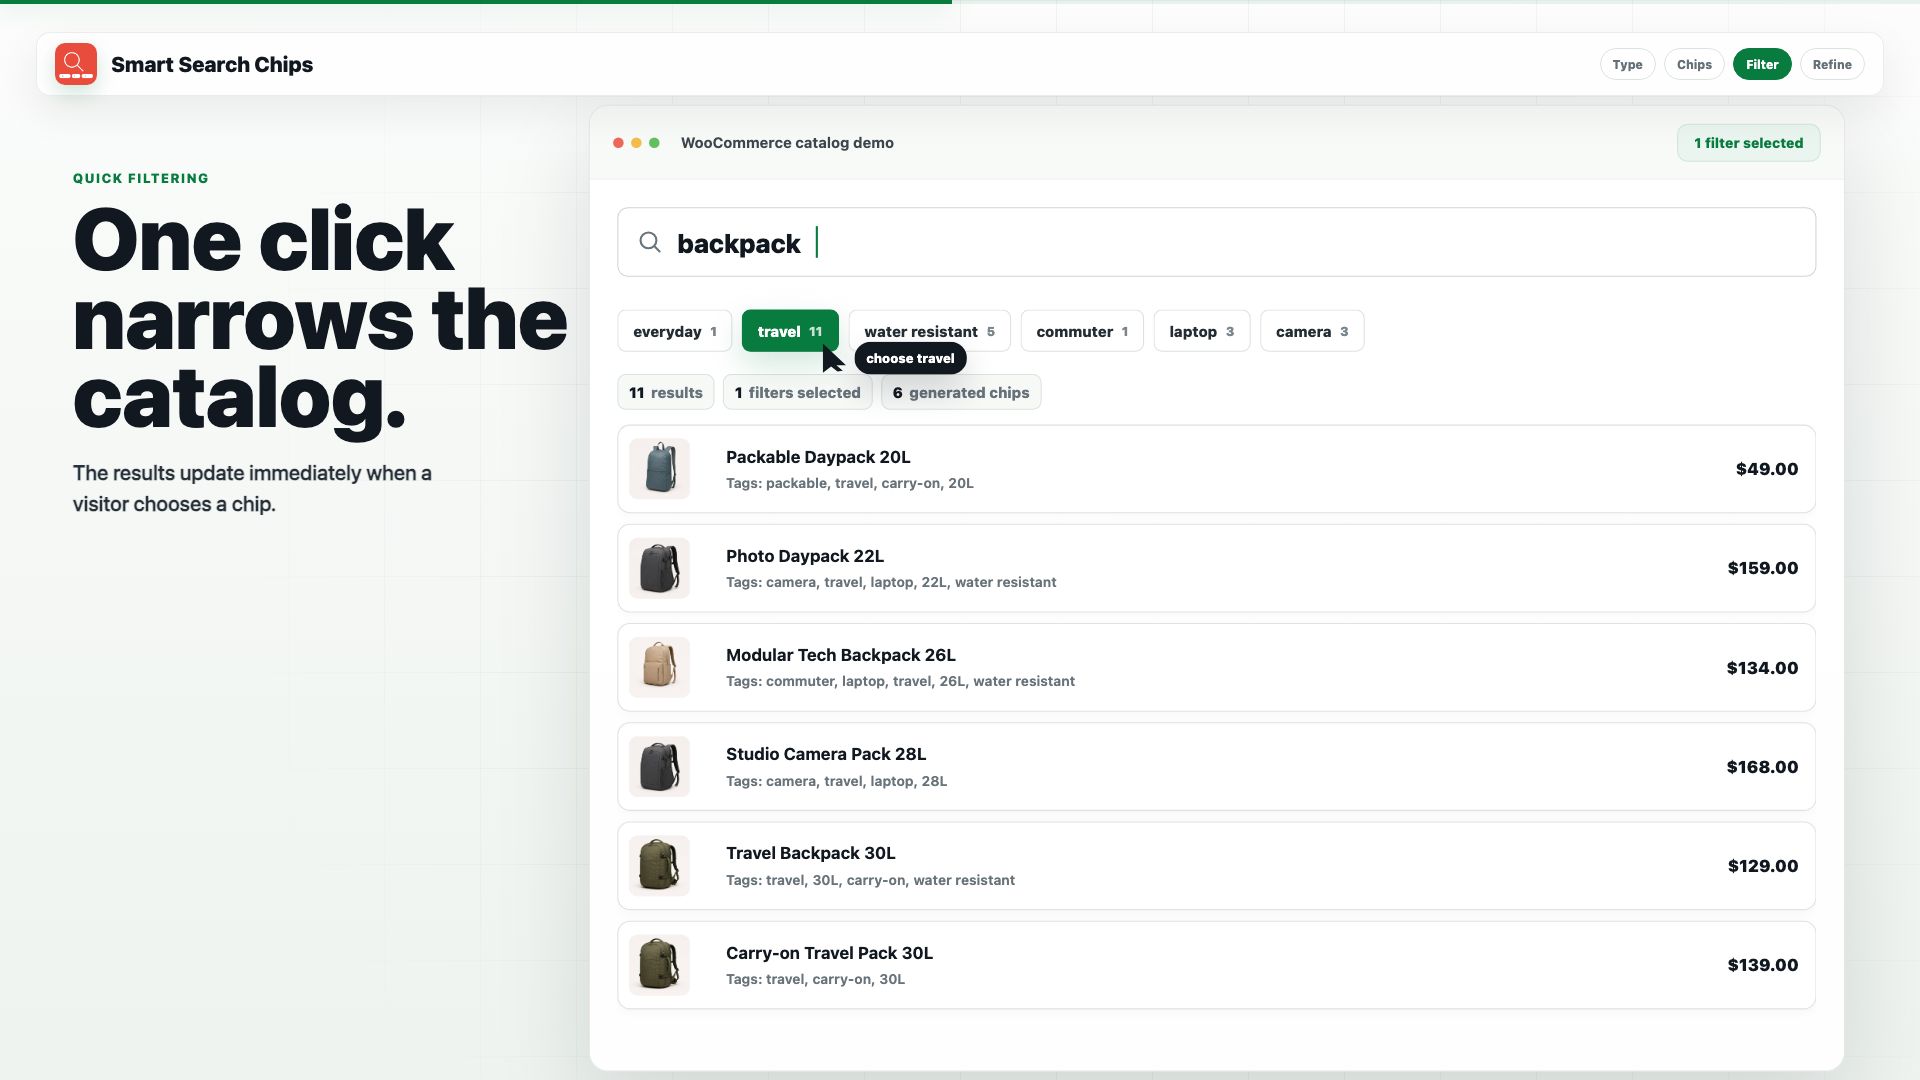 Smart Search Chips
Type
Chips
Filter
Refine
QUICK FILTERING
One click
narrows the
catalog.
The results update immediately when a
visitor chooses a chip.
WooCommerce catalog demo
1 filter selected
backpack
everyday 1
travel 11
water resistant 5
commuter 1
laptop 3
camera 3
choose travel
11 results
1 filters selected
6 generated chips
Packable Daypack 20L
Tags: packable, travel, carry-on, 20L
$49.00
Photo Daypack 22L
Tags: camera, travel, laptop, 22L, water resistant
$159.00
Modular Tech Backpack 26L
Tags: commuter, laptop, travel, 26L, water resistant
$134.00
Studio Camera Pack 28L
Tags: camera, travel, laptop, 28L
$168.00
Travel Backpack 30L
Tags: travel, 30L, carry-on, water resistant
$129.00
Carry-on Travel Pack 30L
Tags: travel, carry-on, 30L
$139.00